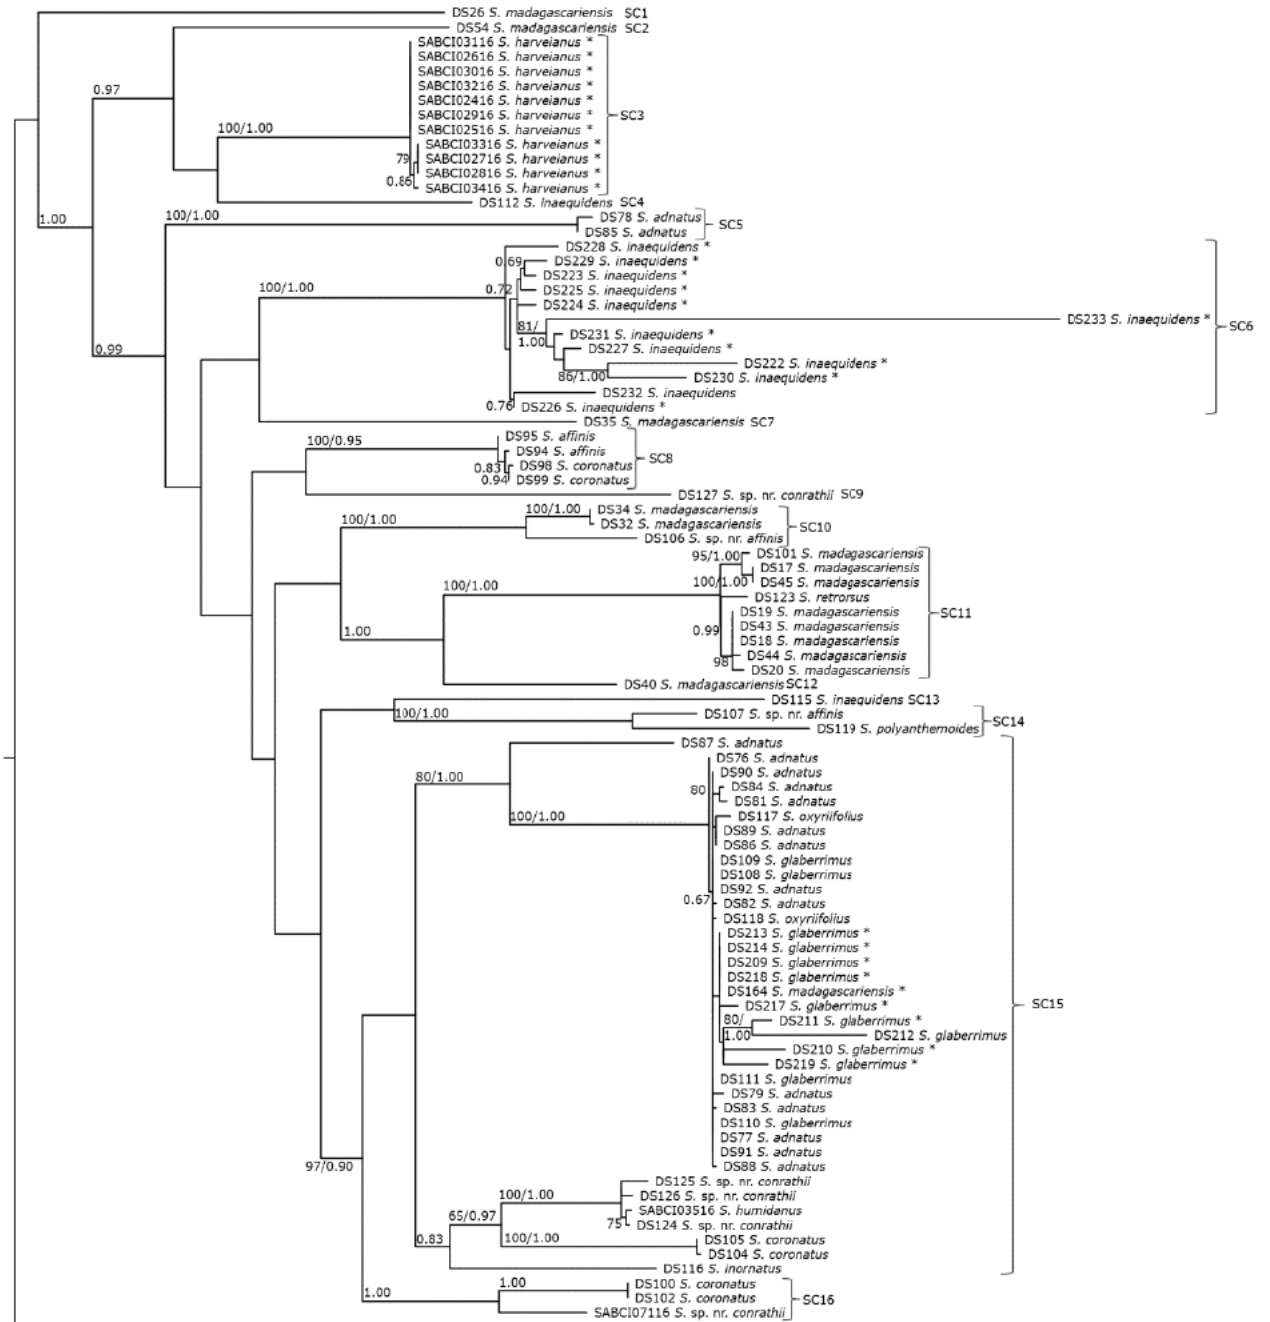 DS26 S. madagascariensis SC1
DS54 S. madagascariensis SC2
SABCI03116 S. harveianus *
SABCI02616 S. harveianus *
SABCI03016 S. harveianus *
SABCI03216 S. harveianus *
0.97
SABCI02416 S. harveianus *
SABCI02916 S. harveianus *
SC3
SABCI02516 S. harveianus *
100/1.00
SABCI03316 S. harveianus *
79
SABCI02716 S. harveianus *
SABCI02816 S. harveianus *
0.86
SABCI03416 S. harveianus *
DS112 S. inaequidens SC4
1.00
100/1.00
DS78 S. adnatus
SC5
DS85 S. adnatus
DS228 S. inaequidens *
0.69
DS229 S. inaequidens *
DS223 S. inaequidens *
100/1.00
0.72
DS225 S. inaequidens *
DS224 S. inaequidens *
DS233 S. inaequidens *
SC6
81/
1.00
DS231 S. inaequidens *
0.99
DS227 S. inaequidens *
DS222 S. inaequidens *
86/1.00
DS230 S. inaequidens *
DS232 S. inaequidens
0.76
DS226 S. inaequidens *
DS35 S. madagascariensis SC7
100/0.95
DS95 S. affinis
DS94 S. affinis
SC8
0.83
DS98 S. coronatus
0.94
DS99 S. coronatus
DS127 S. sp. nr. conrathii SC9
100/1.00
DS34 S. madagascariensis
100/1.00
DS32 S. madagascariensis
SC10
DS106 S. sp. nr. affinis
95/1.00
DS101 S. madagascariensis
DS17 S. madagascariensis
100/1.00
100/1.00
DS45 S. madagascariensis
DS123 S. retrorsus
DS19 S. madagascariensis
SC11
DS43 S. madagascariensis
1.00
0.99
DS18 S. madagascariensis
DS44 S. madagascariensis
98
DS20 S. madagascariensis
DS40 S. madagascariensis SC12
DS115 S. inaequidens SC13
100/1.00
DS107 S. sp. nr. affinis
SC14
DS119 S. polyanthemoides
DS87 S. adnatus
DS76 S. adnatus
DS90 S. adnatus
80/1.00
80
DS84 S. adnatus
DS81 S. adnatus
100/1.00
DS117 S. oxyriifolius
DS89 S. adnatus
DS86 S. adnatus
DS109 S. glaberrimus
DS108 S. glaberrimus
DS92 S. adnatus
0.67
DS82 S. adnatus
DS118 S. oxyriifolius
DS213 S. glaberrimus *
DS214 S. glaberrimus *
DS209 S. glaberrimus *
DS218 S. glaberrimus *
DS164 S. madagascariensis *
DS217 S. glaberrimus *
SC15
80/
1.00
DS211 S. glaberrimus *
DS212 S. glaberrimus
DS210 S. glaberrimus *
DS219 S. glaberrimus *
DS111 S. glaberrimus
DS79 S. adnatus
DS83 S. adnatus
DS110 S. glaberrimus
DS77 S. adnatus
DS91 S. adnatus
97/0.90
DS88 S. adnatus
DS125 S. sp. nr. conrathii
100/1.00
DS126 S. sp. nr. conrathii
65/0.97
SABCI03516 S. humidanus
75
DS124 S. sp. nr. conrathii
0.83
100/1.00
DS105 S. coronatus
DS104 S. coronatus
DS116 S. inornatus
1.00
1.00
DS100 S. coronatus
DS102 S. coronatus
SC16
SABCI07116 S. sp. nr. conrathii